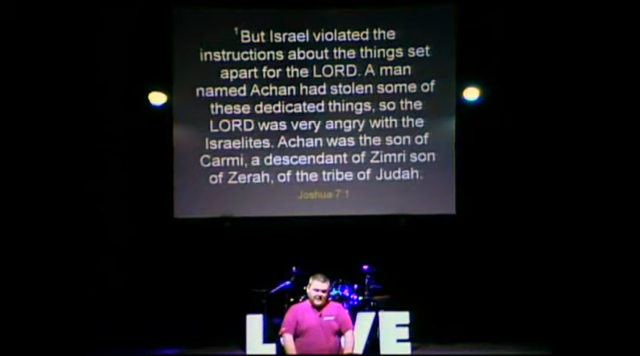 ¹But Israel violated the
instructions about the things set
apart for the LORD. A man
named Achan had stolen some of
these dedicated things, so the
LORD was very angry with the
Israelites. Achan was the son of
Carmi, a descendant of Zimri son
of Zerah, of the tribe of Judah.
Joshua 7:1
L VE